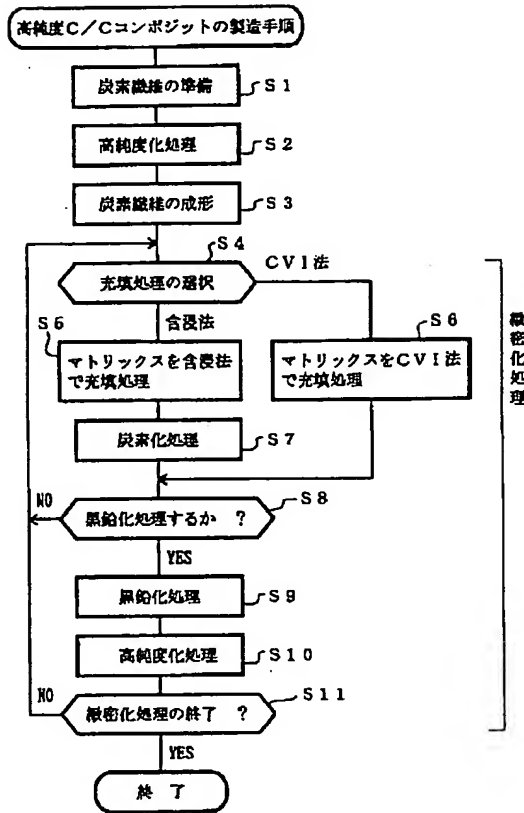 高純度C/Cコンポジットの製造手順
炭素繊維の準備
S1
高純度化処理
S2
炭素繊維の成形
S3
S4
充填処理の選択
CVI法
含浸法
S5
マトリックスを含浸法
で充填処理
S6
マトリックスをCVI法
で充填処理
緻密化処理
炭素化処理
S7
S8
NO
黒鉛化処理するか ?
YES
黒鉛化処理
S9
高純度化処理
S10
S11
NO
緻密化処理の終了 ?
YES
終 了